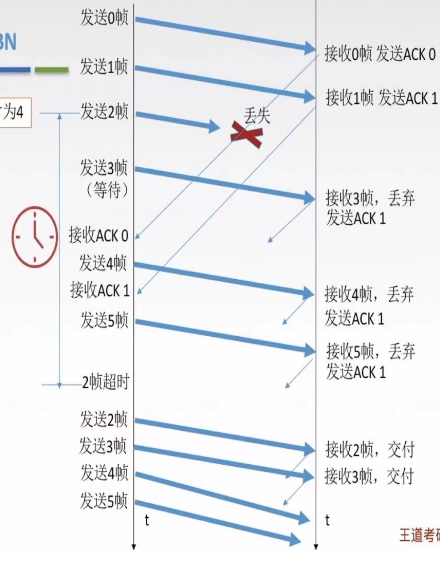 BN
发送0帧
接收0帧 发送ACK 0
发送1帧
接收1帧 发送ACK 1
为4
发送2帧
丢失
发送3帧
（等待）
接收3帧，丢弃
发送ACK 1
接收ACK 0
发送4帧
接收ACK 1
接收4帧，丢弃
发送ACK 1
发送5帧
接收5帧，丢弃
发送ACK 1
2帧超时
发送2帧
发送3帧
接收2帧，交付
发送4帧
接收3帧，交付
发送5帧
t
t
王道考研